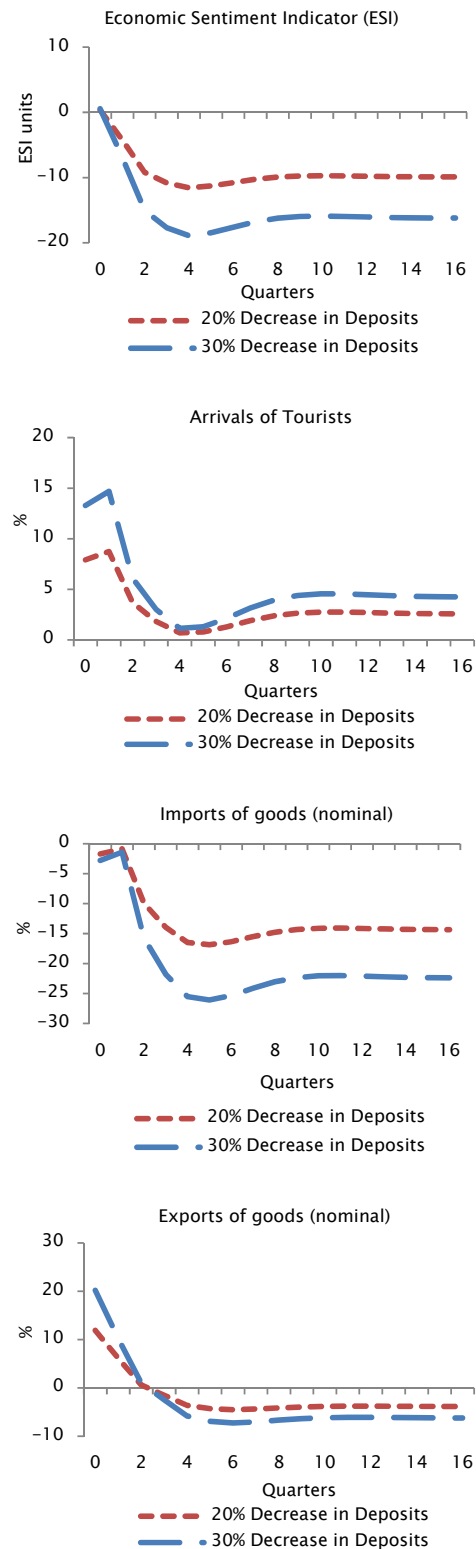 Economic Sentiment Indicator (ESI)
10
0
−10
−20
ESI units
0 2 4 6 8 10 12 14 16
Quarters
20% Decrease in Deposits
30% Decrease in Deposits
Arrivals of Tourists
20
15
10
5
0
%
0 2 4 6 8 10 12 14 16
Quarters
20% Decrease in Deposits
30% Decrease in Deposits
Imports of goods (nominal)
0
−5
−10
−15
−20
−25
−30
%
0 2 4 6 8 10 12 14 16
Quarters
20% Decrease in Deposits
30% Decrease in Deposits
Exports of goods (nominal)
30
20
10
0
−10
%
0 2 4 6 8 10 12 14 16
Quarters
20% Decrease in Deposits
30% Decrease in Deposits